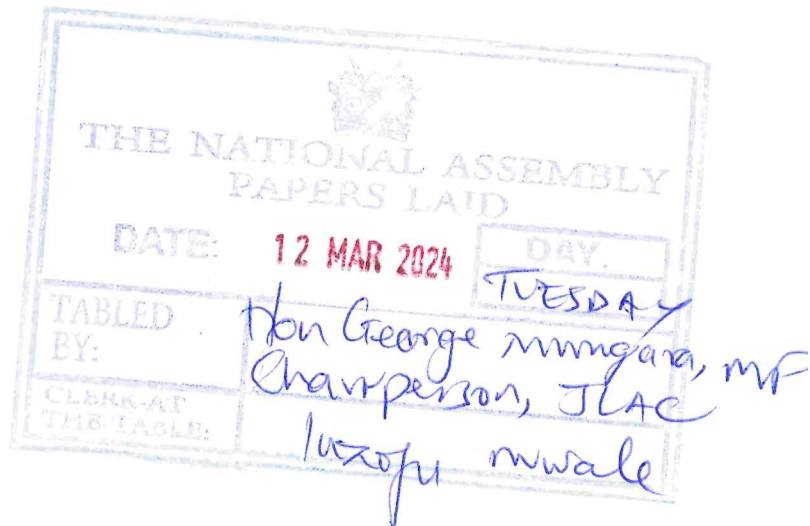 THE NATIONAL ASSEMBLY
PAPERS LAID
DATE: 12 MAR 2024 DAY.
TUESDAY
TABLED BY: Hon George Murugara, MP
Chairperson, JLAC
CLERK-AT THE TABLE: Inzofu Mwale